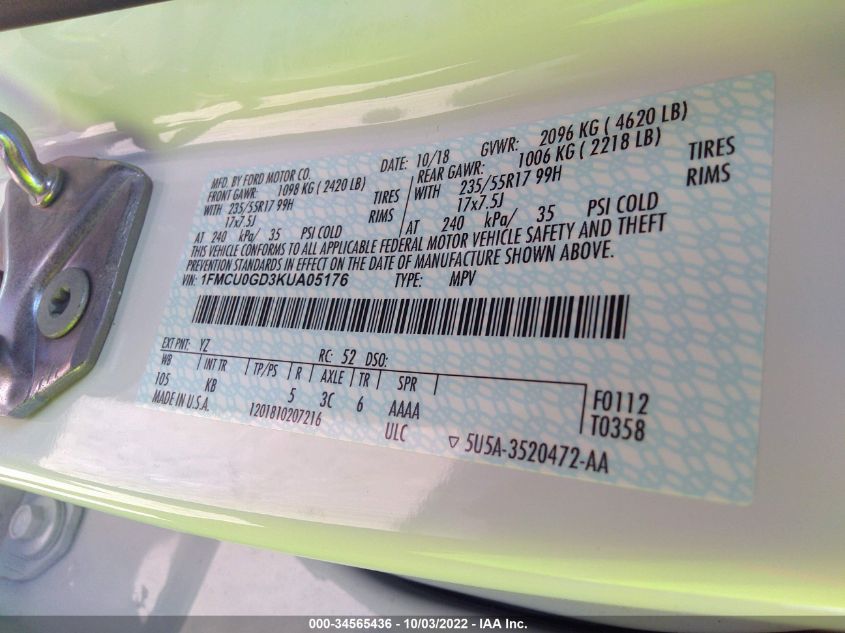 MFD. BY FORD MOTOR CO. DATE: 10/18 GVWR: 2096 KG ( 4620 LB)
FRONT GAWR: 1098 KG ( 2420 LB) REAR GAWR: 1006 KG ( 2218 LB)
WITH 235/55R17 99H TIRES WITH 235/55R17 99H TIRES
17x7.5J RIMS 17x7.5J RIMS
AT 240 kPa/ 35 PSI COLD AT 240 kPa/ 35 PSI COLD
THIS VEHICLE CONFORMS TO ALL APPLICABLE FEDERAL MOTOR VEHICLE SAFETY AND THEFT
PREVENTION STANDARDS IN EFFECT ON THE DATE OF MANUFACTURE SHOWN ABOVE.
VIN: 1FMCU0GD3KUA05176 TYPE: MPV
EXT PNT: YZ RC: 52 DSO:
WB INT TR TP/PS R AXLE TR SPR
105 KB 5 3C 6 AAAA F0112
MADE IN U.S.A. 1201810207216 ULC T0358
▽ 5U5A-3520472-AA
000-34565436 - 10/03/2022 - IAA Inc.